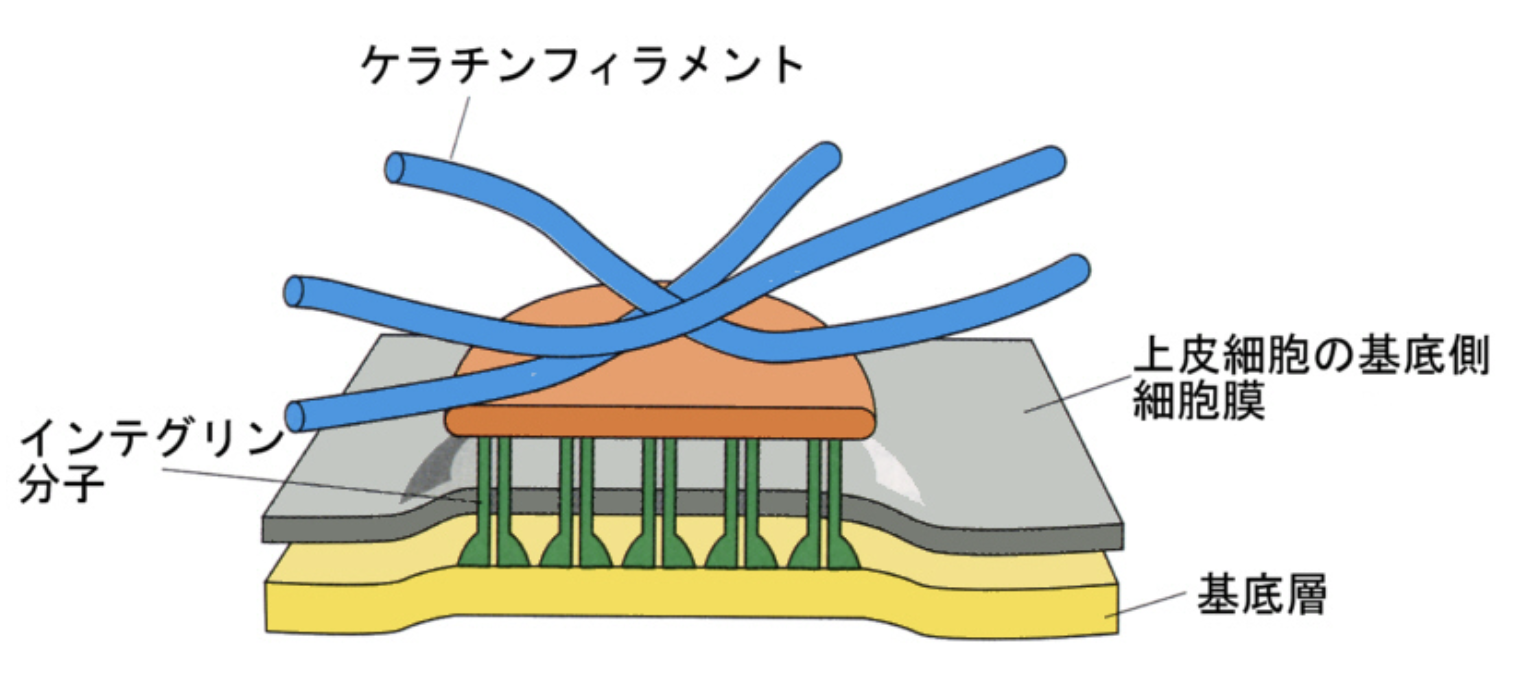 ケラチンフィラメント
上皮細胞の基底側
細胞膜
インテグリン
分子
基底層